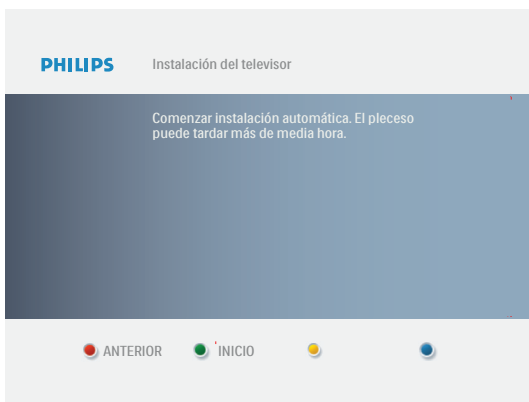 PHILIPS
Instalación del televisor
Comenzar instalación automática. El pleceso
puede tardar más de media hora.
ANTERIOR
INICIO